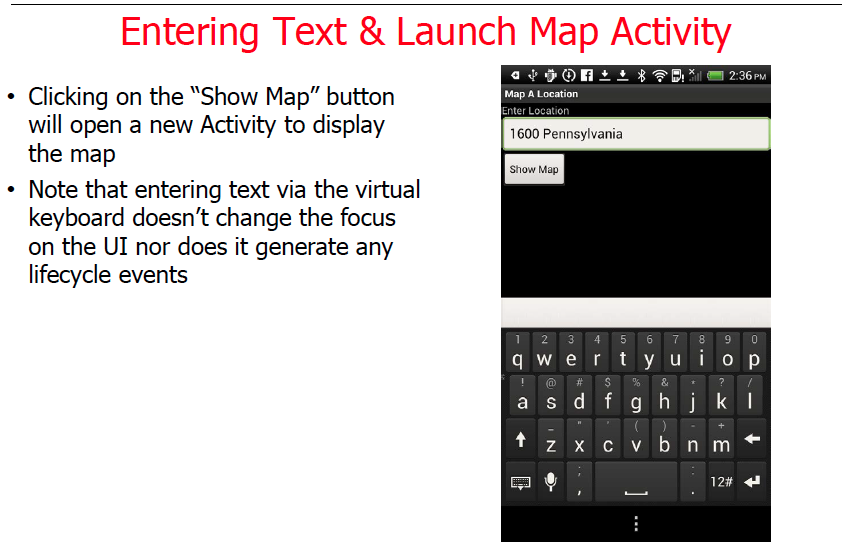 Entering Text & Launch Map Activity
• Clicking on the “Show Map” button
will open a new Activity to display
the map
• Note that entering text via the virtual
keyboard doesn’t change the focus
on the UI nor does it generate any
lifecycle events
2:36 PM
Map A Location
Enter Location
1600 Pennsylvania
Show Map
1 2 3 4 5 6 7 8 9 0
q w e r t y u i o p
! @ # $ % & * ? /
a s d f g h j k l
_ " ' ( ) - +
z x c v b n m
; :
, . 12#